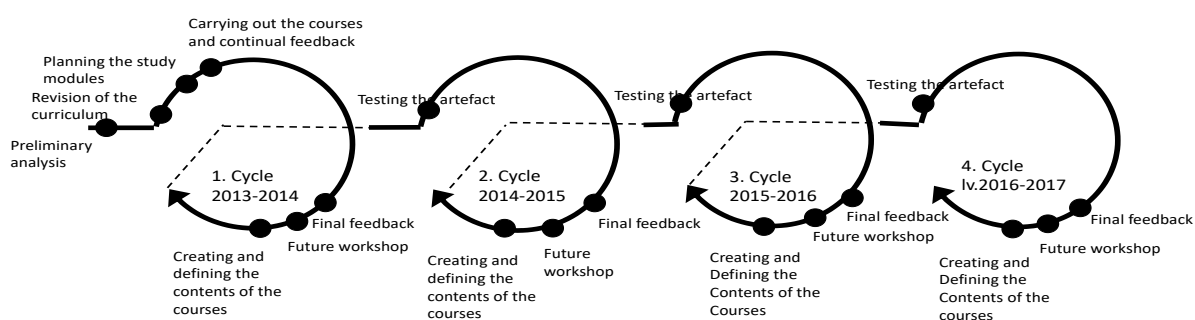 Carrying out the courses
and continual feedback
Planning the study
modules
Revision of the
curriculum
Preliminary
analysis
1. Cycle
2013-2014
Final feedback
Future workshop
Creating and
defining the
contents of the
courses
Testing the artefact
2. Cycle
2014-2015
Final feedback
Future
workshop
Creating and
defining the
contents of the
courses
Testing the artefact
3. Cycle
2015-2016
Final feedback
Future workshop
Creating and
Defining the
Contents of the
Courses
Testing the artefact
4. Cycle
lv.2016-2017
Final feedback
Future workshop
Creating and
Defining the
Contents of the
courses